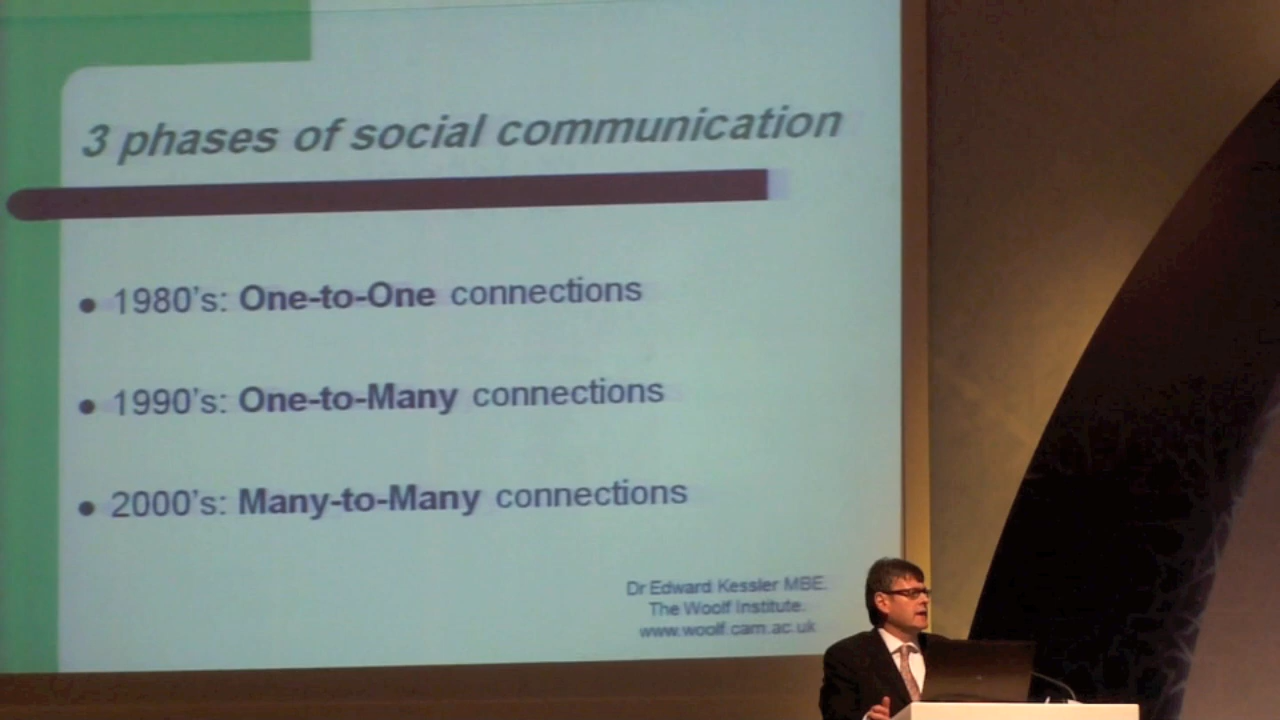 3 phases of social communication
1980's: One-to-One connections
1990's: One-to-Many connections
2000's: Many-to-Many connections
Dr Edward Kessler MBE.
The Woolf Institute.
www.woolf.cam.ac.uk